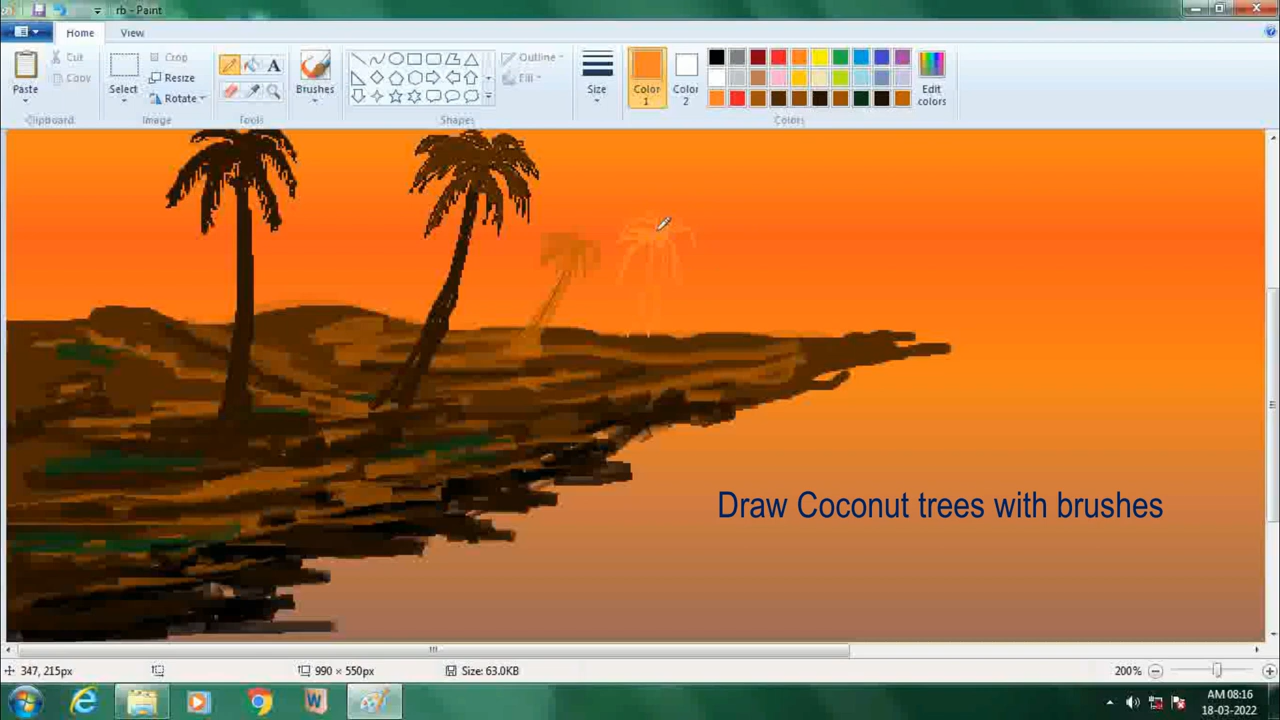 rb - Paint
Home
View
Paste
Cut
Copy
Clipboard
Select
Crop
Resize
Rotate
Image
A
Tools
Brushes
Outline
Fill
Shapes
Size
Color
1
Color
2
Edit
colors
Colors
Draw Coconut trees with brushes
347, 215px
990 × 550px
Size: 63.0KB
200%
W
AM 08:16
18-03-2022